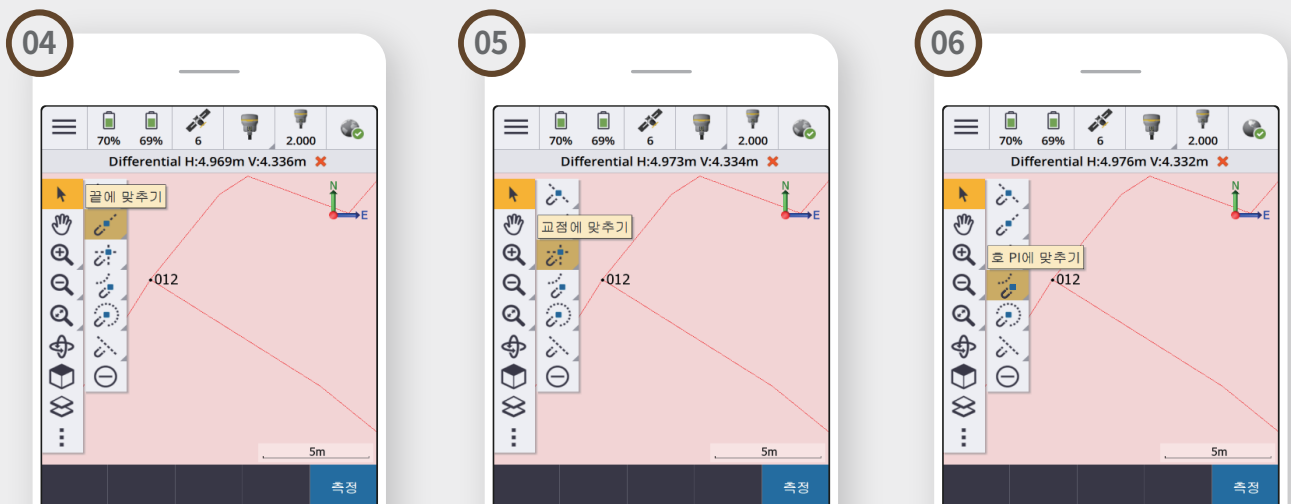 04
70%
69%
6
2.000
Differential H:4.969m V:4.336m
끝에 맞추기
N
E
012
5m
측정
05
70%
69%
6
2.000
Differential H:4.973m V:4.334m
교점에 맞추기
N
E
012
5m
측정
06
70%
69%
6
2.000
Differential H:4.976m V:4.332m
호 PI에 맞추기
N
E
012
5m
측정